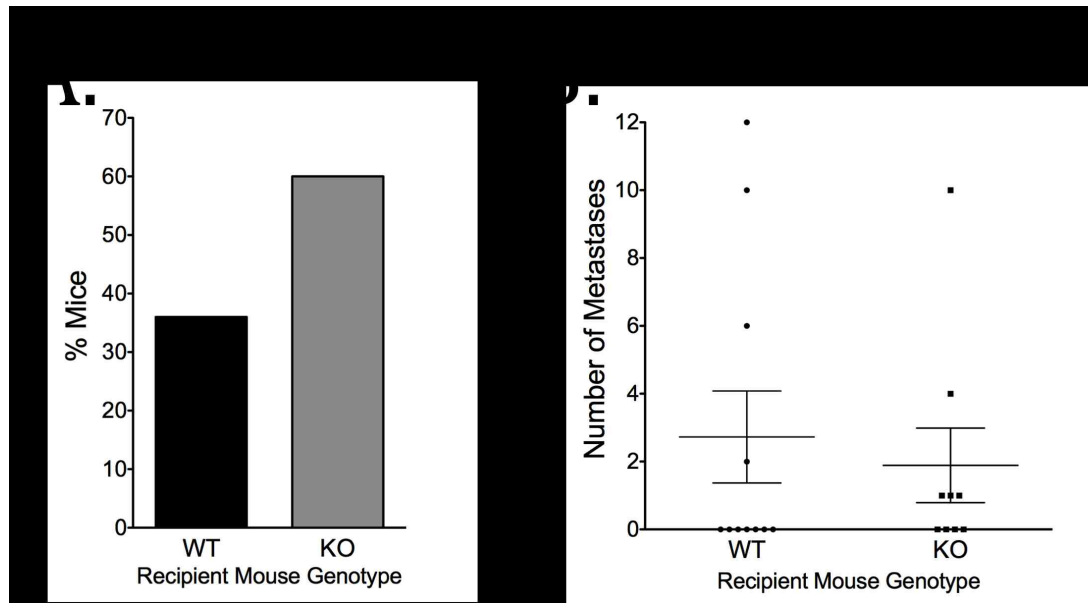 A.
70
60
50
40
30
20
10
0
% Mice
WT KO
Recipient Mouse Genotype
B.
12
10
8
6
4
2
0
Number of Metastases
WT KO
Recipient Mouse Genotype